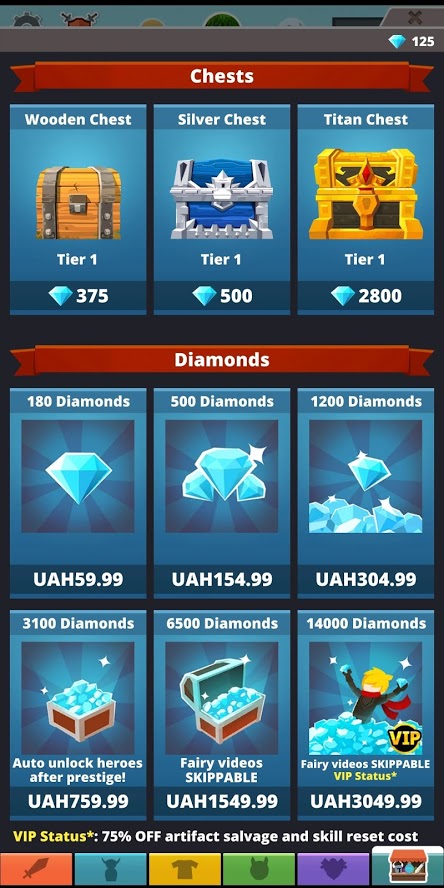 125
Chests
Wooden Chest
Silver Chest
Titan Chest
Tier 1
Tier 1
Tier 1
375
500
2800
Diamonds
180 Diamonds
500 Diamonds
1200 Diamonds
UAH59.99
UAH154.99
UAH304.99
3100 Diamonds
6500 Diamonds
14000 Diamonds
VIP
Auto unlock heroes
after prestige!
Fairy videos
SKIPPABLE
Fairy videos SKIPPABLE
VIP Status*
UAH759.99
UAH1549.99
UAH3049.99
VIP Status*: 75% OFF artifact salvage and skill reset cost